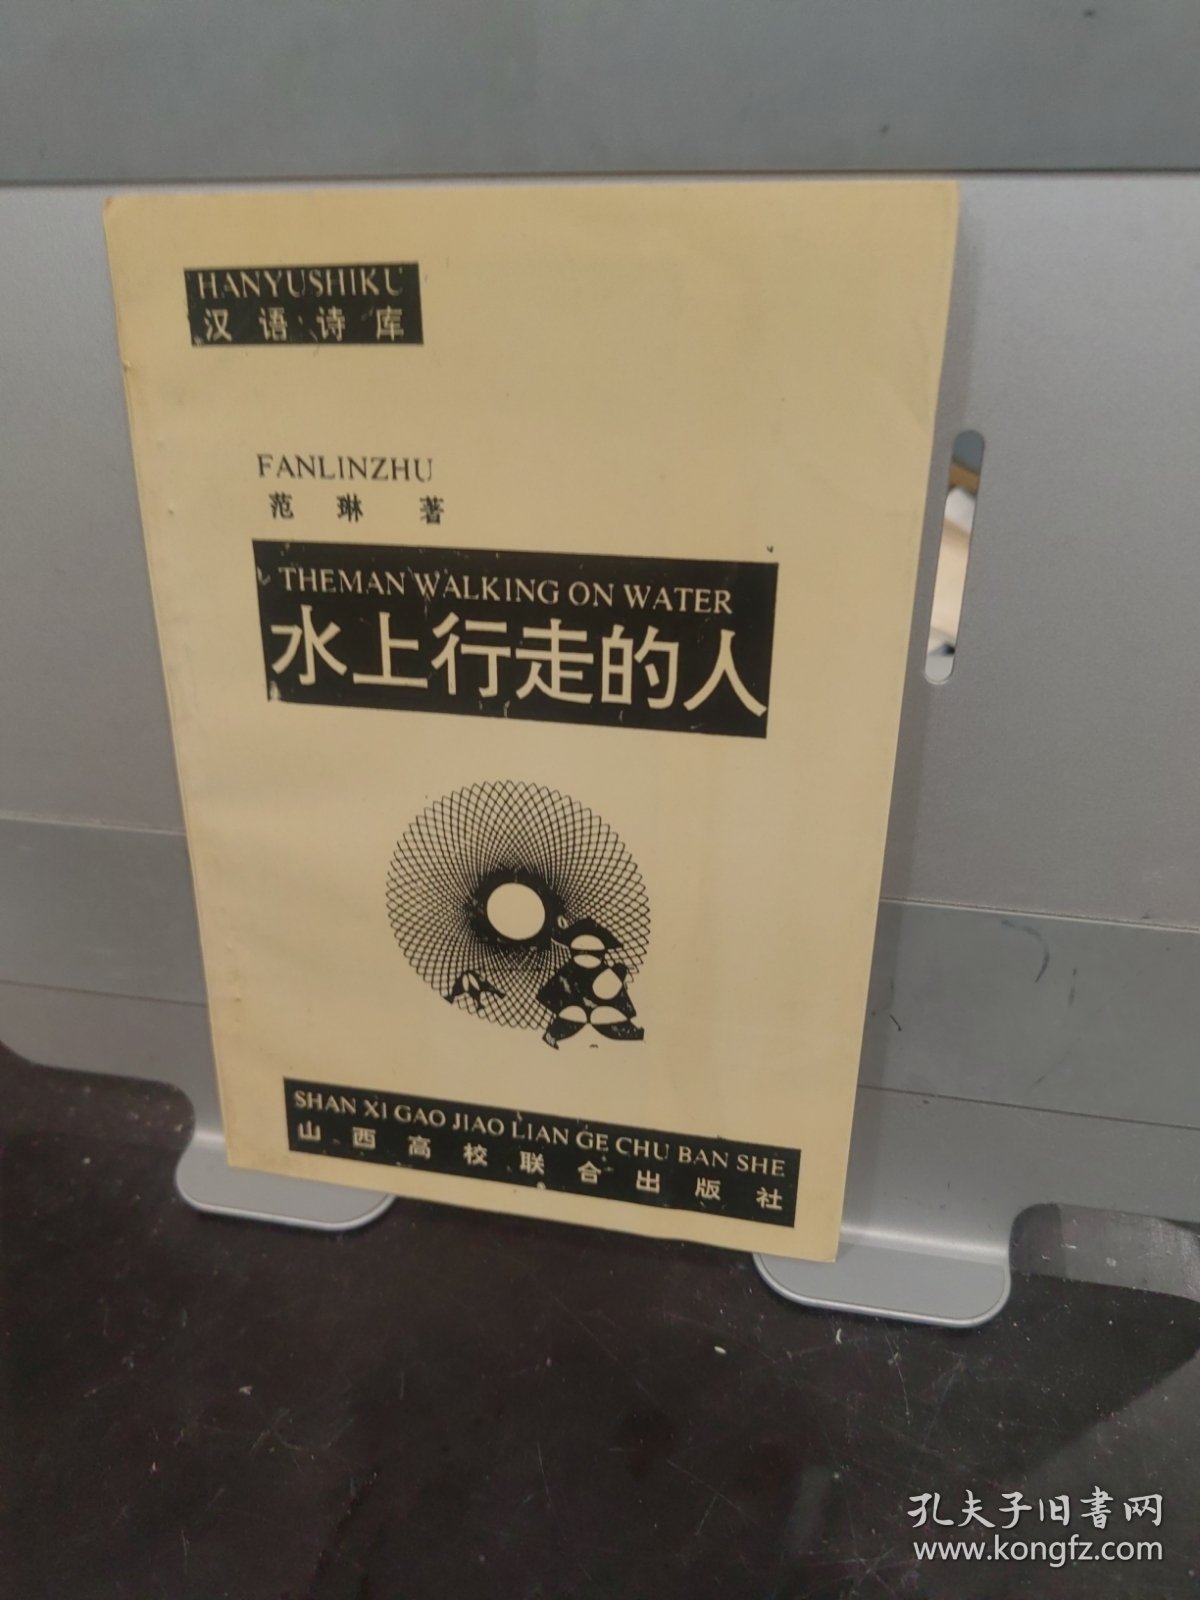 HANYUSHIKU
汉语诗库
FANLINZHU
范琳著
THEMAN WALKING ON WATER
水上行走的人
SHAN XI GAO JIAO LIAN GE CHU BAN SHE
山西高校联合出版社
孔夫子旧书网
www.kongfz.com